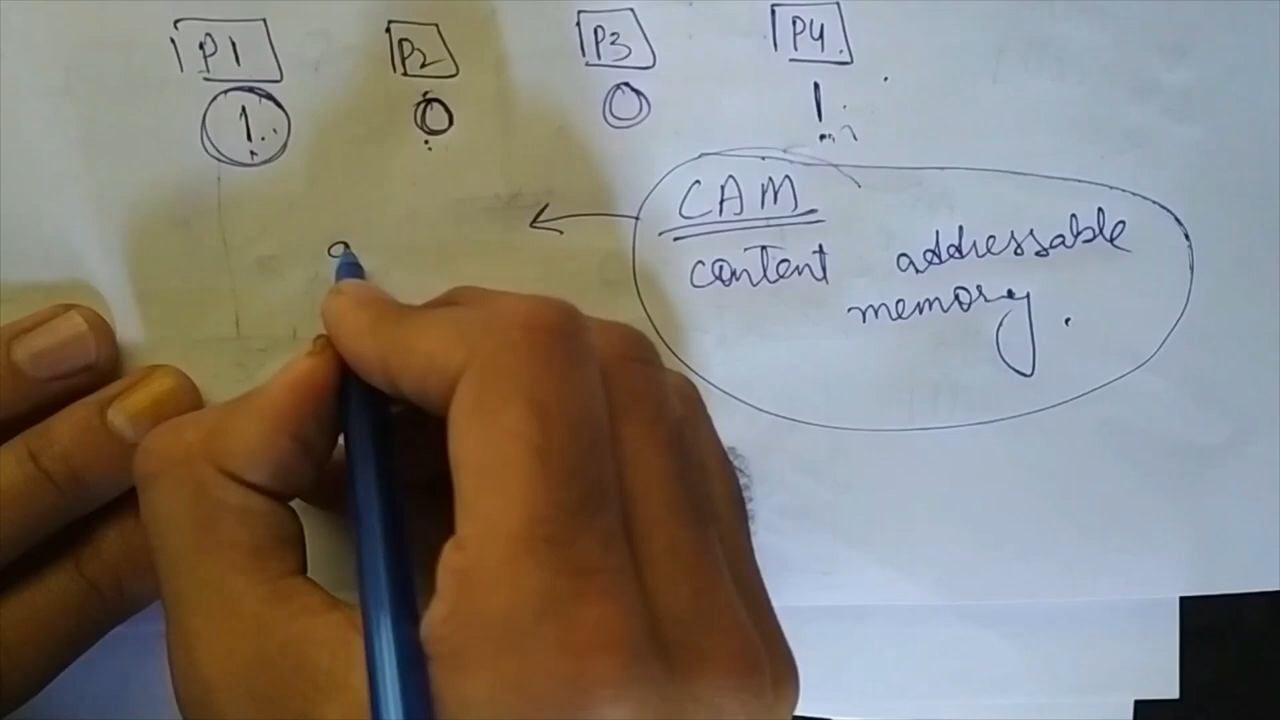 P1 P2 P3 P4
1 0 0 1
CAM
content addressable
memory.